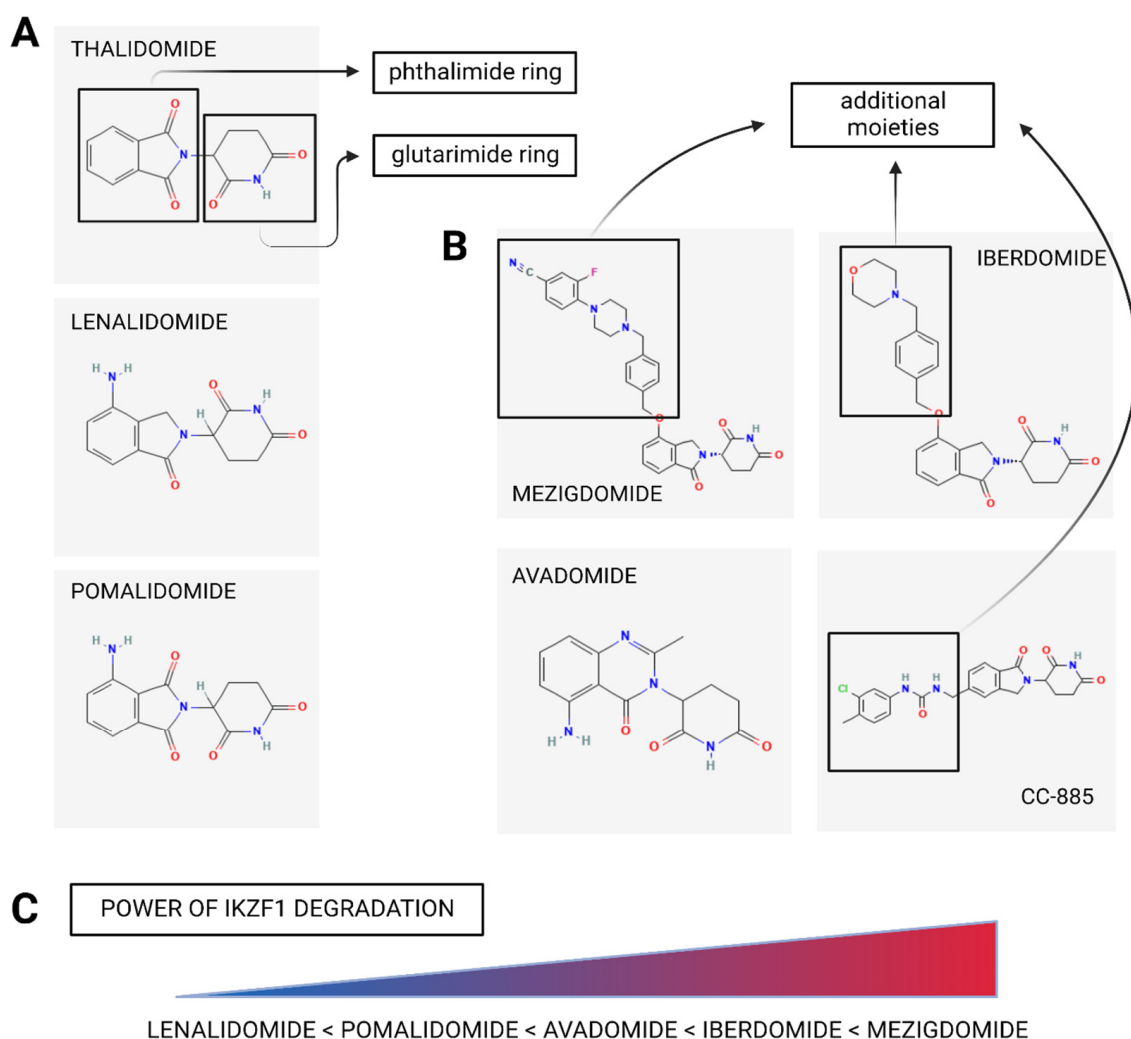 A
THALIDOMIDE
phthalimide ring
glutarimide ring
O
O
N
O
O
N
H
LENALIDOMIDE
H
N
H
H
O
N
H
N
O
O
POMALIDOMIDE
H
N
H
O
H
N
O
O
O
N
H
additional
moieties
B
N
C
F
N
N
O
O
N
H
N
O
O
MEZIGDOMIDE
IBERDOMIDE
O
N
O
O
N
H
N
O
O
AVADOMIDE
N
N
O
H
N
H
O
N
H
O
Cl
H
N
H
N
O
O
O
N
H
N
O
CC-885
C
POWER OF IKZF1 DEGRADATION
LENALIDOMIDE < POMALIDOMIDE < AVADOMIDE < IBERDOMIDE < MEZIGDOMIDE